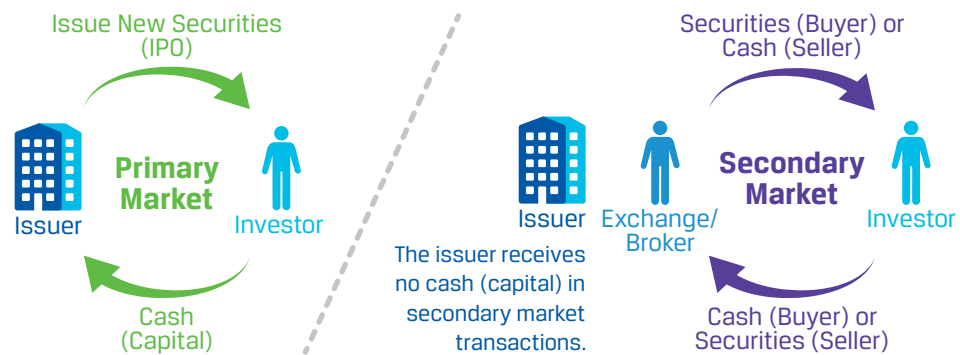 Issue New Securities
(IPO)
Primary
Market
Issuer
Investor
Cash
(Capital)
Securities (Buyer) or
Cash (Seller)
Secondary
Market
Issuer
Exchange/
Broker
Investor
The issuer receives
no cash (capital) in
secondary market
transactions.
Cash (Buyer) or
Securities (Seller)